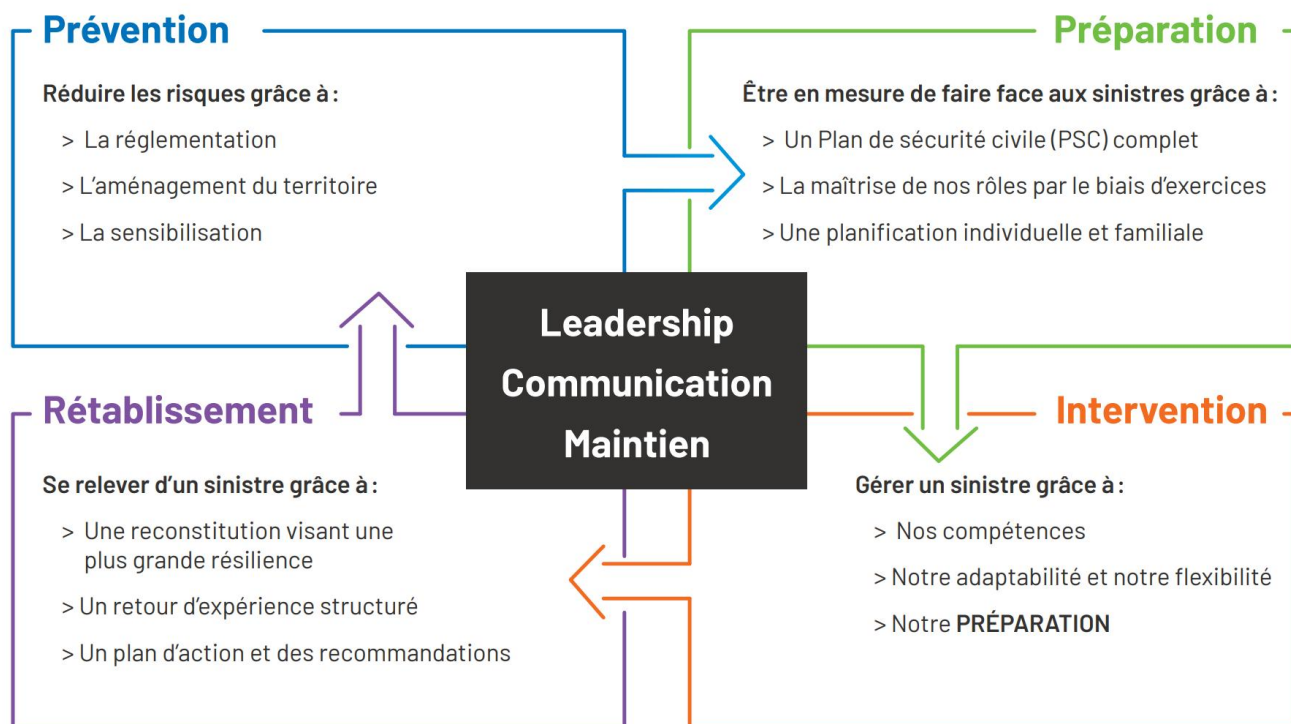 Prévention
Réduire les risques grâce à :
> La réglementation
> L'aménagement du territoire
> La sensibilisation
Préparation
Être en mesure de faire face aux sinistres grâce à :
> Un Plan de sécurité civile (PSC) complet
> La maîtrise de nos rôles par le biais d'exercices
> Une planification individuelle et familiale
Leadership
Communication
Maintien
Rétablissement
Se relever d'un sinistre grâce à :
> Une reconstitution visant une
plus grande résilience
> Un retour d'expérience structuré
> Un plan d'action et des recommandations
Intervention
Gérer un sinistre grâce à :
> Nos compétences
> Notre adaptabilité et notre flexibilité
> Notre PRÉPARATION